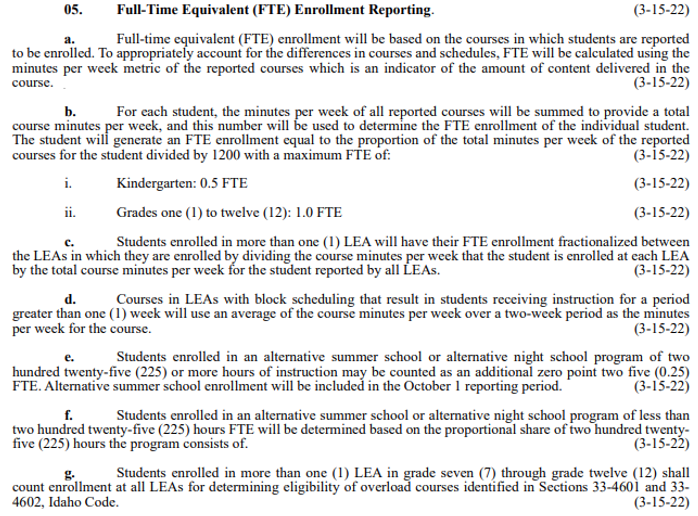 05. Full-Time Equivalent (FTE) Enrollment Reporting. (3-15-22)
a. Full-time equivalent (FTE) enrollment will be based on the courses in which students are reported
to be enrolled. To appropriately account for the differences in courses and schedules, FTE will be calculated using the
minutes per week metric of the reported courses which is an indicator of the amount of content delivered in the
course. (3-15-22)
b. For each student, the minutes per week of all reported courses will be summed to provide a total
course minutes per week, and this number will be used to determine the FTE enrollment of the individual student.
The student will generate an FTE enrollment equal to the proportion of the total minutes per week of the reported
courses for the student divided by 1200 with a maximum FTE of: (3-15-22)
i. Kindergarten: 0.5 FTE (3-15-22)
ii. Grades one (1) to twelve (12): 1.0 FTE (3-15-22)
c. Students enrolled in more than one (1) LEA will have their FTE enrollment fractionalized between
the LEAs in which they are enrolled by dividing the course minutes per week that the student is enrolled at each LEA
by the total course minutes per week for the student reported by all LEAs. (3-15-22)
d. Courses in LEAs with block scheduling that result in students receiving instruction for a period
greater than one (1) week will use an average of the course minutes per week over a two-week period as the minutes
per week for the course. (3-15-22)
e. Students enrolled in an alternative summer school or alternative night school program of two
hundred twenty-five (225) or more hours of instruction may be counted as an additional zero point two five (0.25)
FTE. Alternative summer school enrollment will be included in the October 1 reporting period. (3-15-22)
f. Students enrolled in an alternative summer school or alternative night school program of less than
two hundred twenty-five (225) hours FTE will be determined based on the proportional share of two hundred twenty-
five (225) hours the program consists of. (3-15-22)
g. Students enrolled in more than one (1) LEA in grade seven (7) through grade twelve (12) shall
count enrollment at all LEAs for determining eligibility of overload courses identified in Sections 33-4601 and 33-
4602, Idaho Code. (3-15-22)